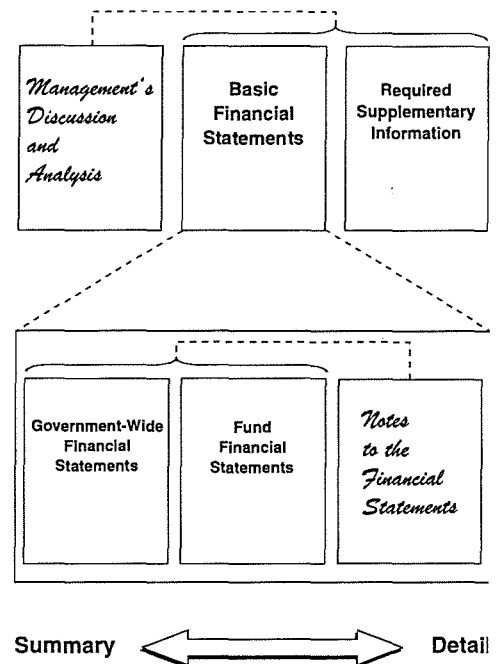 Management's
Discussion
and
Analysis
Basic
Financial
Statements
Required
Supplementary
Information
Government-Wide
Financial
Statements
Fund
Financial
Statements
Notes
to the
Financial
Statements
Summary
Detail